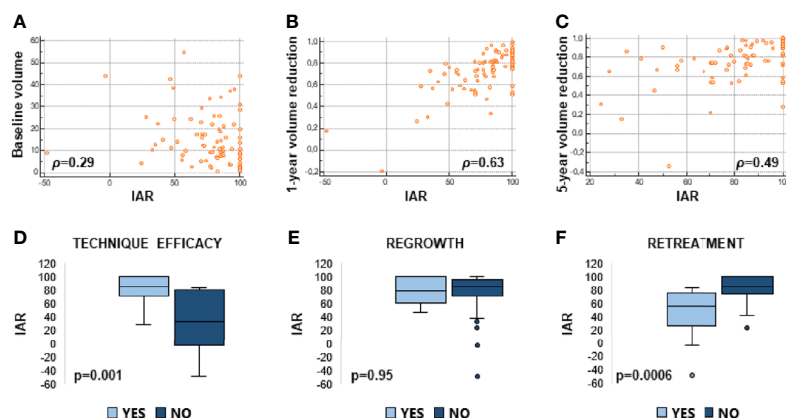 A
B
C
Baseline volume
60
50
40
30
20
10
0
ρ=0.29
-50
0
50
100
IAR
1-year volume reduction
1,0
0,8
0,6
0,4
0,2
0,0
-0,2
ρ=0.63
-50
0
50
100
IAR
5-year volume reduction
1,0
0,8
0,6
0,4
0,2
0,0
-0,2
-0,4
ρ=0.49
20
40
60
80
100
IAR
D
TECHNIQUE EFFICACY
IAR
120
100
80
60
40
20
0
-20
-40
-60
p=0.001
YES NO
E
REGROWTH
IAR
120
100
80
60
40
20
0
-20
-40
-60
p=0.95
YES NO
F
RETREATMENT
IAR
120
100
80
60
40
20
0
-20
-40
-60
p=0.0006
YES NO